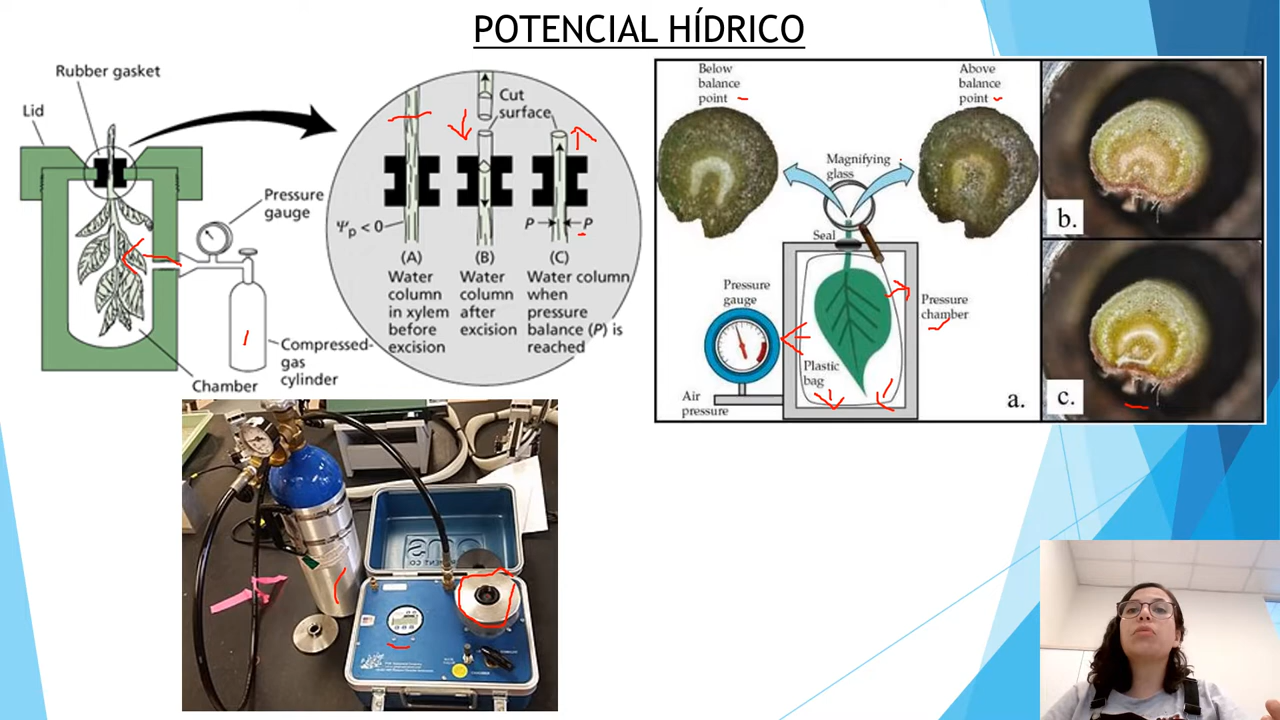 POTENCIAL HÍDRICO
Rubber gasket
Lid
Pressure
gauge
Compressed-
gas
cylinder
Chamber
Cut
surface
Ψp < 0
P
P
(A)
Water
column
in xylem
before
excision
(B)
Water
column
after
excision
(C)
Water column
when
pressure
balance (P) is
reached
Below
balance
point
Above
balance
point
Magnifying
glass
Seal
Pressure
gauge
Pressure
chamber
Plastic
bag
Air
pressure
a.
b.
c.